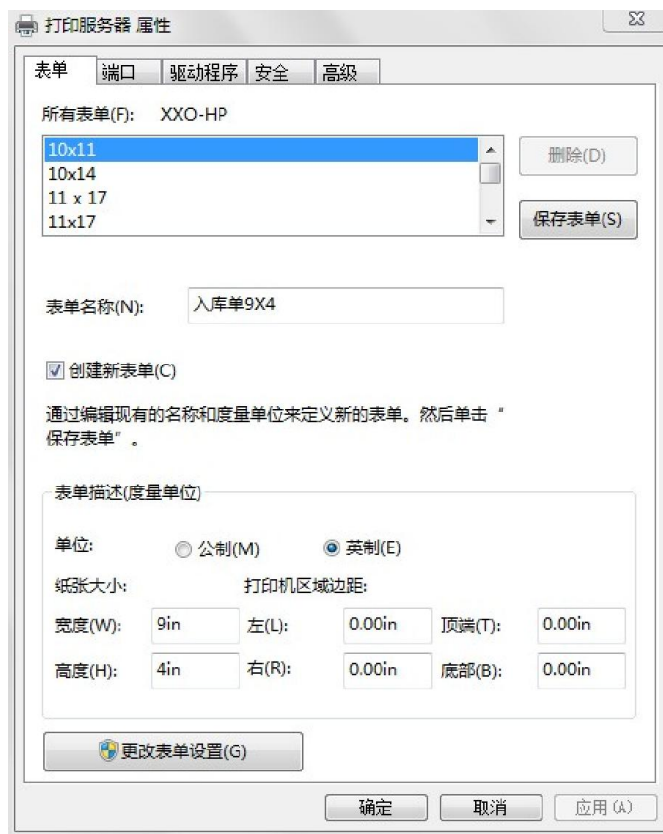 打印服务器 属性
表单 端口 驱动程序 安全 高级
所有表单(F): XXO-HP
10x11
10x14
11 x 17
11x17
删除(D)
保存表单(S)
表单名称(N): 入库单9X4
创建新表单(C)
通过编辑现有的名称和度量单位来定义新的表单。然后单击“
保存表单”。
表单描述(度量单位)
单位: 公制(M) 英制(E)
纸张大小: 打印机区域边距:
宽度(W): 9in 左(L): 0.00in 顶端(T): 0.00in
高度(H): 4in 右(R): 0.00in 底部(B): 0.00in
更改表单设置(G)
确定 取消 应用(A)